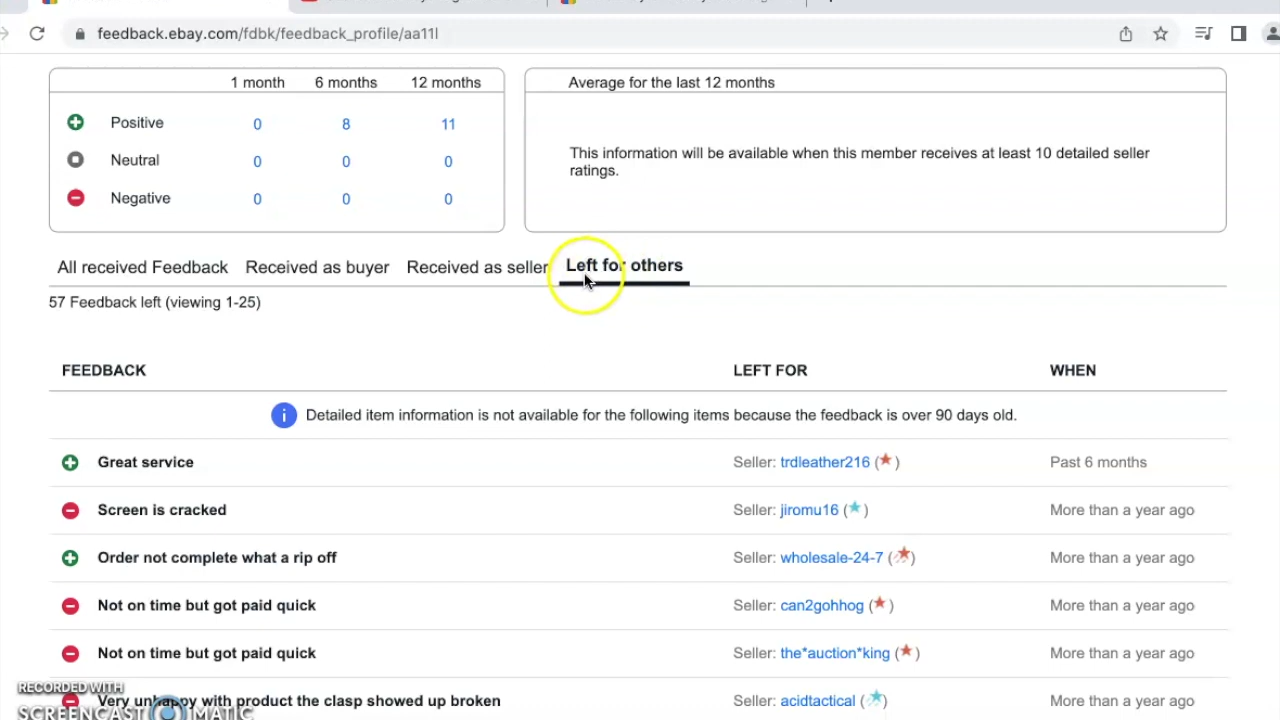 feedback.ebay.com/fdbk/feedback_profile/aa11l
1 month 6 months 12 months
Positive 0 8 11
Neutral 0 0 0
Negative 0 0 0
Average for the last 12 months
This information will be available when this member receives at least 10 detailed seller
ratings.
All received Feedback Received as buyer Received as seller Left for others
57 Feedback left (viewing 1-25)
FEEDBACK LEFT FOR WHEN
Detailed item information is not available for the following items because the feedback is over 90 days old.
Great service Seller: trdleather216 ( ) Past 6 months
Screen is cracked Seller: jiromu16 ( ) More than a year ago
Order not complete what a rip off Seller: wholesale-24-7 ( ) More than a year ago
Not on time but got paid quick Seller: can2gohhog ( ) More than a year ago
Not on time but got paid quick Seller: the*auction*king ( ) More than a year ago
Very unhappy with product the clasp showed up broken Seller: acidtactical ( ) More than a year ago
RECORDED WITH
SCREENCAST MATIC